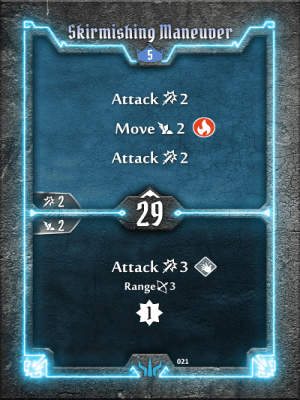 Skirmishing Maneuver
5
Attack 2
Move 2
Attack 2
29
2
2
Attack 3
Range 3
1
021